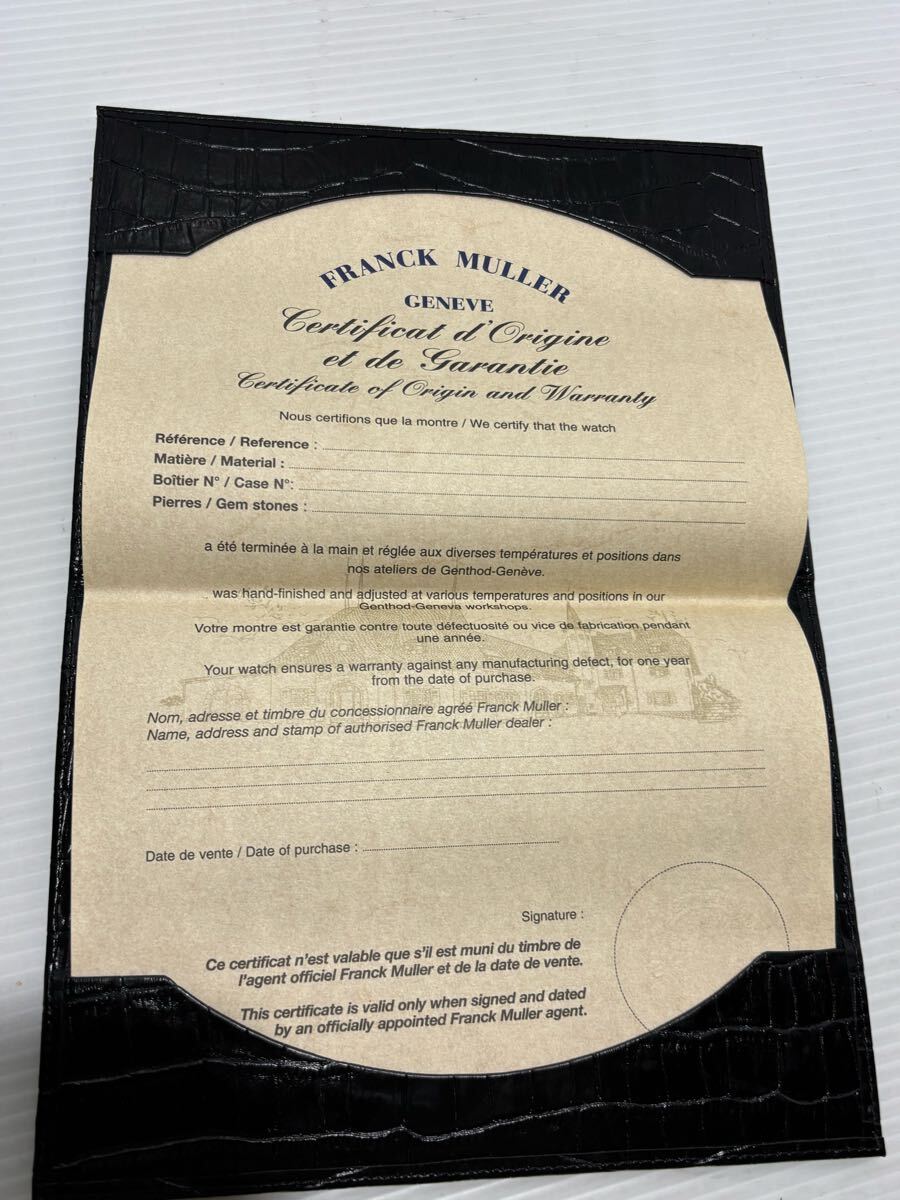 FRANCK MULLER
GENEVE
Certificat d'Origine
et de Garantie
Certificate of Origin and Warranty
Nous certifions que la montre / We certify that the watch
Référence / Reference :
Matière / Material :
Boîtier N° / Case N°:
Pierres / Gem stones :
a été terminée à la main et réglée aux diverses températures et positions dans
nos ateliers de Genthod-Genève.
.. was hand-finished and adjusted at various temperatures and positions in our
Genthod-Geneva workshops.
Votre montre est garantie contre toute défectuosité ou vice de fabrication pendant
une année.
Your watch ensures a warranty against any manufacturing defect, for one year
from the date of purchase.
Nom, adresse et timbre du concessionnaire agréé Franck Muller :
Name, address and stamp of authorised Franck Muller dealer :
Date de vente / Date of purchase :
Signature :
Ce certificat n'est valable que s'il est muni du timbre de
l'agent officiel Franck Muller et de la date de vente.
This certificate is valid only when signed and dated
by an officially appointed Franck Muller agent.